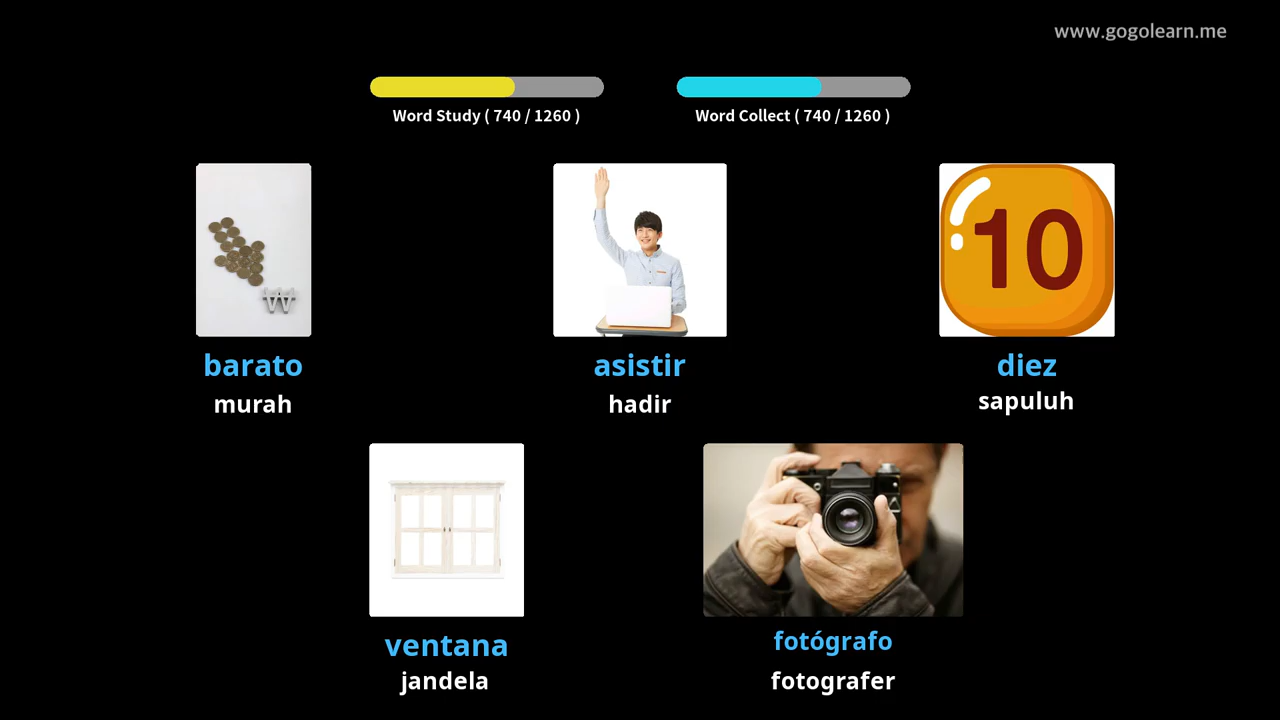 www.gogolearn.me
Word Study ( 740 / 1260 )
Word Collect ( 740 / 1260 )
10
barato
murah
asistir
hadir
diez
sapuluh
ventana
jandela
fotógrafo
fotografer